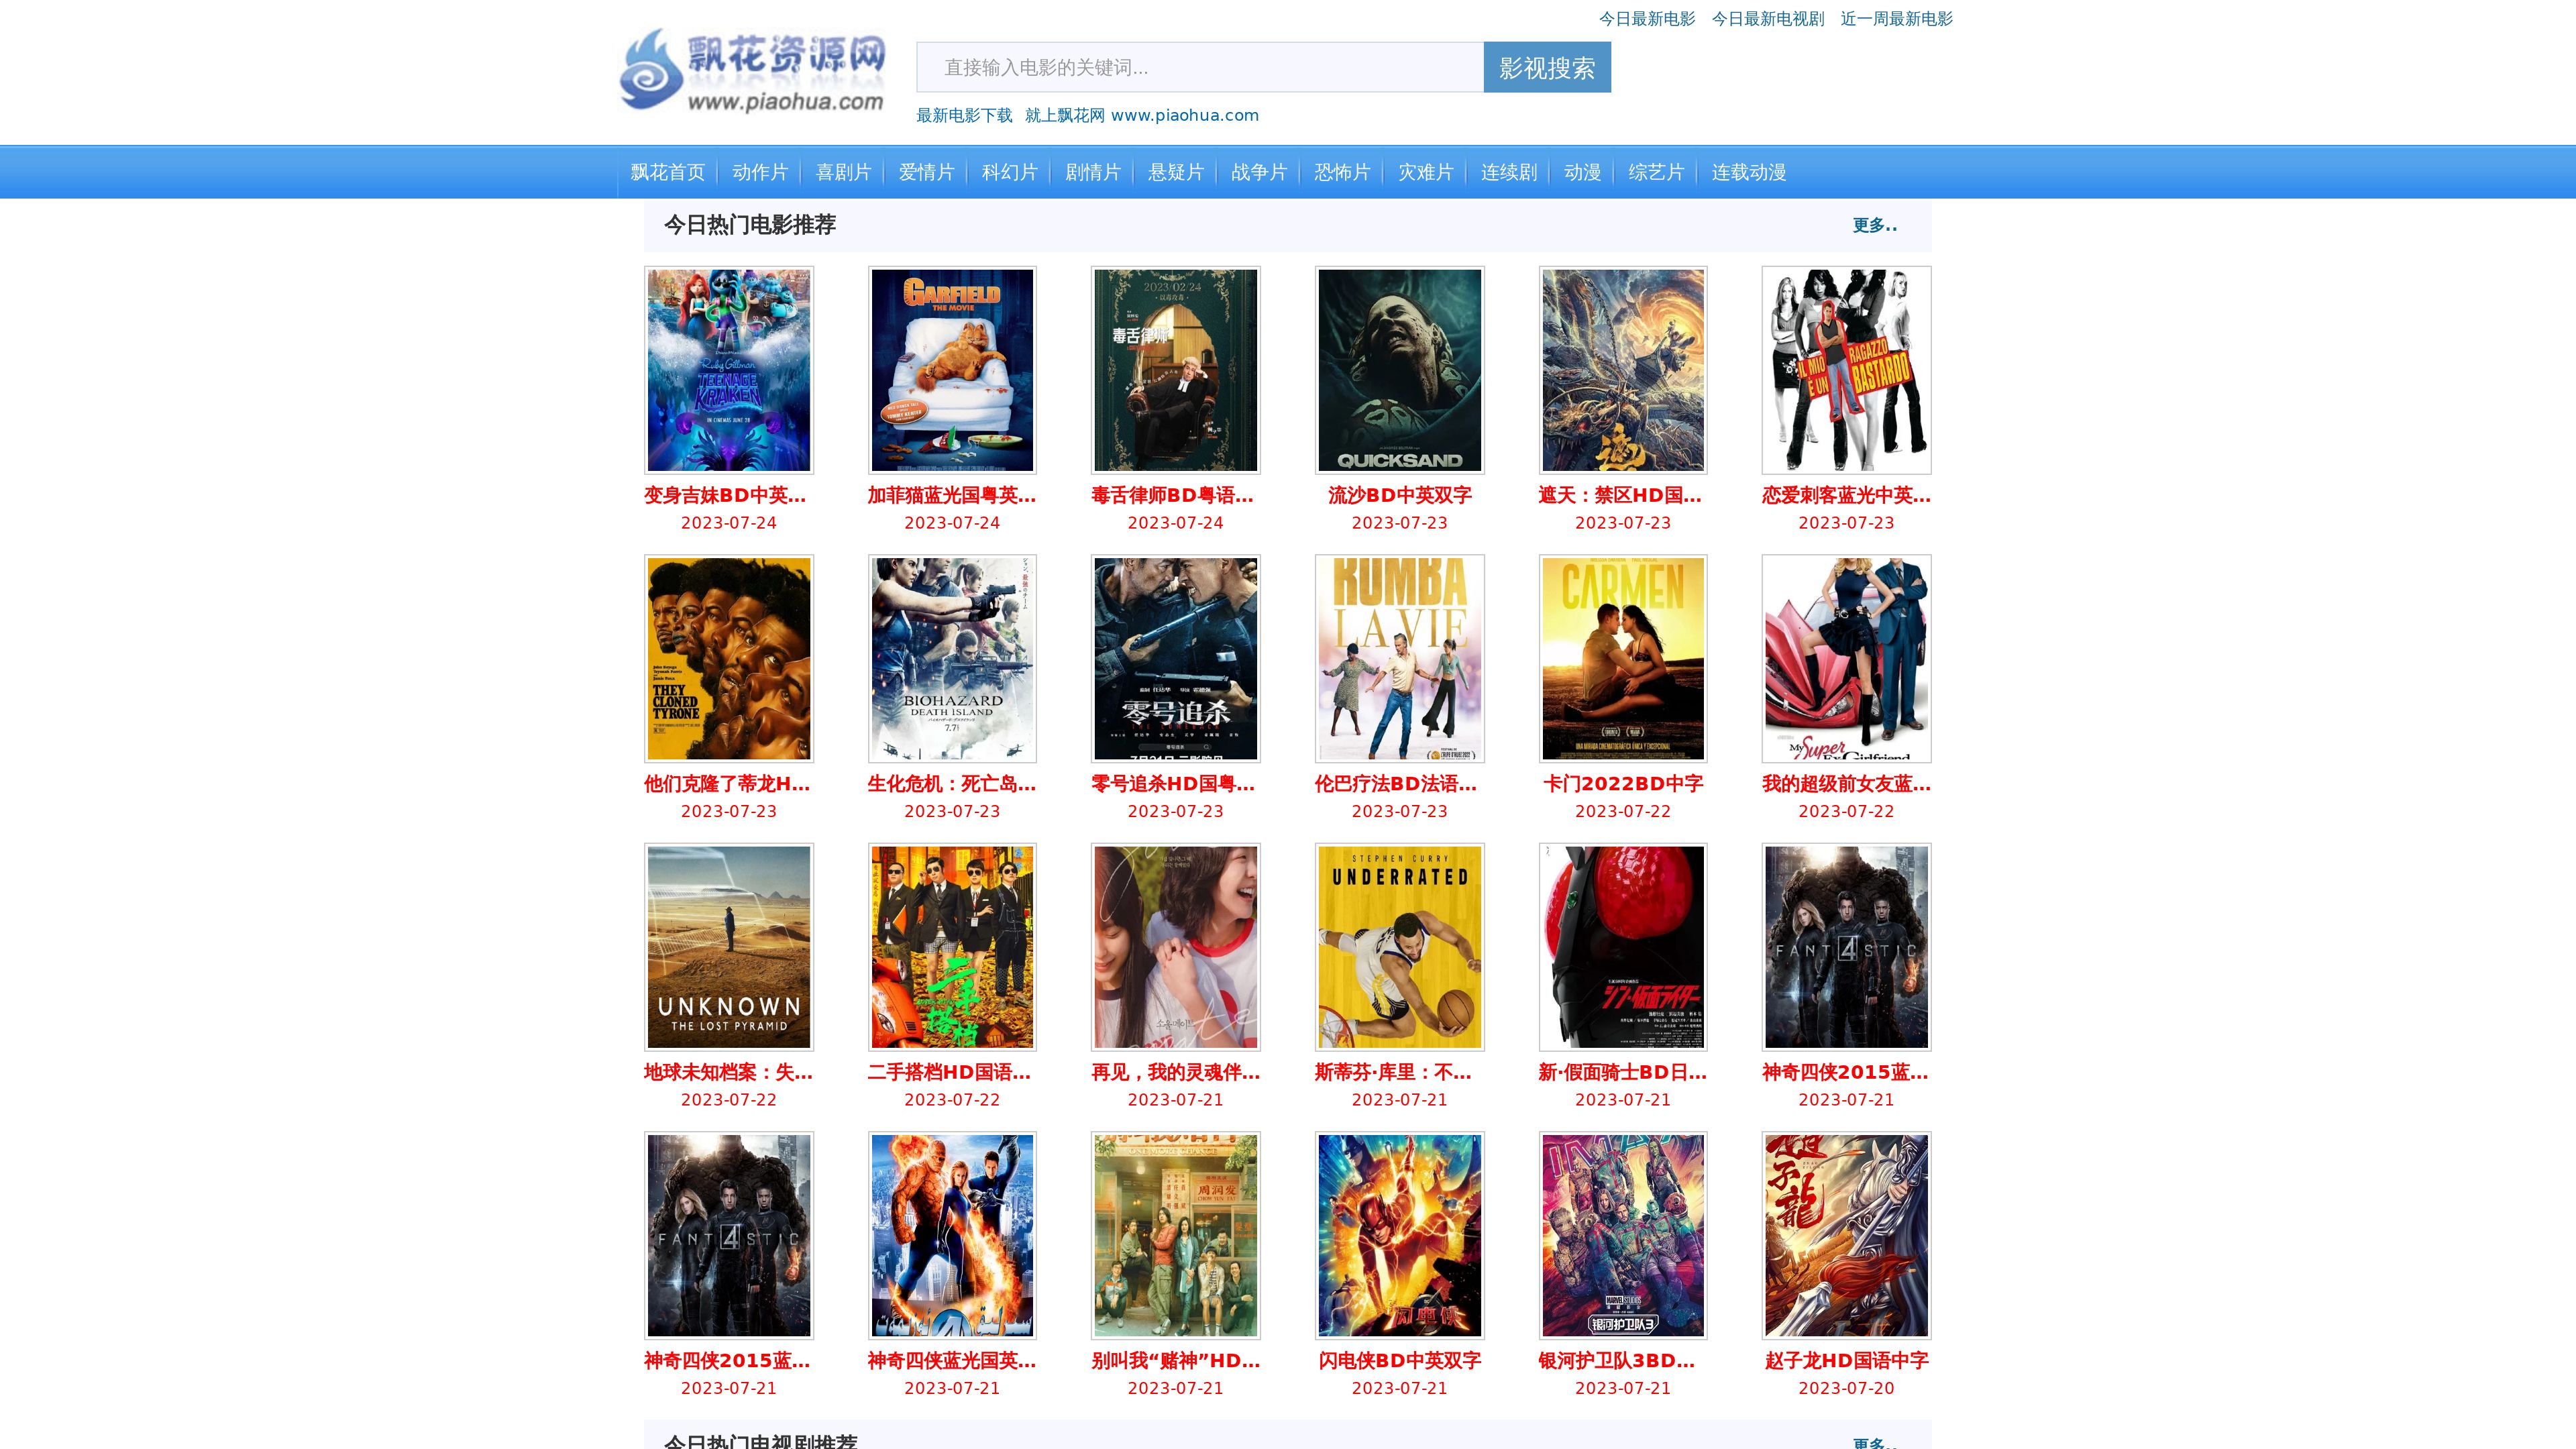 今日最新电影 今日最新电视剧 近一周最新电影
飘花资源网
www.piaohua.com
直接输入电影的关键词...
影视搜索
最新电影下载 就上飘花网 www.piaohua.com
飘花首页 动作片 喜剧片 爱情片 科幻片 剧情片 悬疑片 战争片 恐怖片 灾难片 连续剧 动漫 综艺片 连载动漫
今日热门电影推荐
更多..
Ruby Gillman
TEENAGE
KRAKEN
IN CINEMAS JUNE 28
GARFIELD
THE MOVIE
2023/02/24
毒舌律师
QUICKSAND
IL MIO RAGAZZO
È UN BASTARDO
变身吉妹BD中英...
加菲猫蓝光国粤英...
毒舌律师BD粤语...
流沙BD中英双字
遮天：禁区HD国...
恋爱刺客蓝光中英...
2023-07-24
2023-07-24
2023-07-24
2023-07-23
2023-07-23
2023-07-23
THEY
CLONED
TYRONE
BIOHAZARD
DEATH ISLAND
7.7
零号追杀
RUMBA
LA VIE
CARMEN
My Super
Ex-Girlfriend
他们克隆了蒂龙H...
生化危机：死亡岛...
零号追杀HD国粤...
伦巴疗法BD法语...
卡门2022BD中字
我的超级前女友蓝...
2023-07-23
2023-07-23
2023-07-23
2023-07-23
2023-07-22
2023-07-22
UNKNOWN
THE LOST PYRAMID
二手搭档
소울메이트
STEPHEN CURRY
UNDERRATED
シン・仮面ライダー
FANT4STIC
地球未知档案：失...
二手搭档HD国语...
再见，我的灵魂伴...
斯蒂芬·库里：不...
新·假面骑士BD日...
神奇四侠2015蓝...
2023-07-22
2023-07-22
2023-07-21
2023-07-21
2023-07-21
2023-07-21
FANT4STIC
周润发
闪电侠
MARVEL STUDIOS
银河护卫队3
趙子龍
神奇四侠2015蓝...
神奇四侠蓝光国英...
别叫我“赌神”HD...
闪电侠BD中英双字
银河护卫队3BD...
赵子龙HD国语中字
2023-07-21
2023-07-21
2023-07-21
2023-07-21
2023-07-21
2023-07-20
今日热门电视剧推荐
更多..